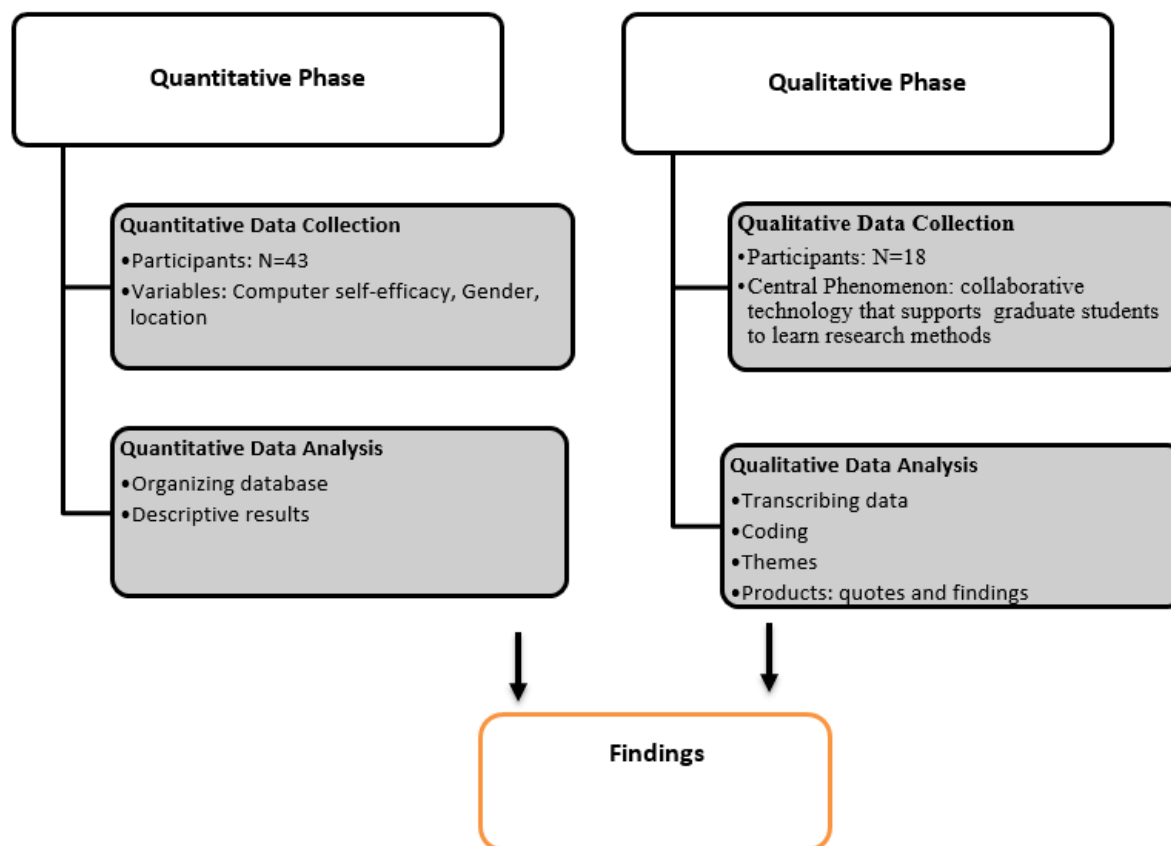 Quantitative Phase
Quantitative Data Collection
•Participants: N=43
•Variables: Computer self-efficacy, Gender,
location
Quantitative Data Analysis
•Organizing database
•Descriptive results
Qualitative Phase
Qualitative Data Collection
•Participants: N=18
•Central Phenomenon: collaborative
technology that supports graduate students
to learn research methods
Qualitative Data Analysis
•Transcribing data
•Coding
•Themes
•Products: quotes and findings
Findings